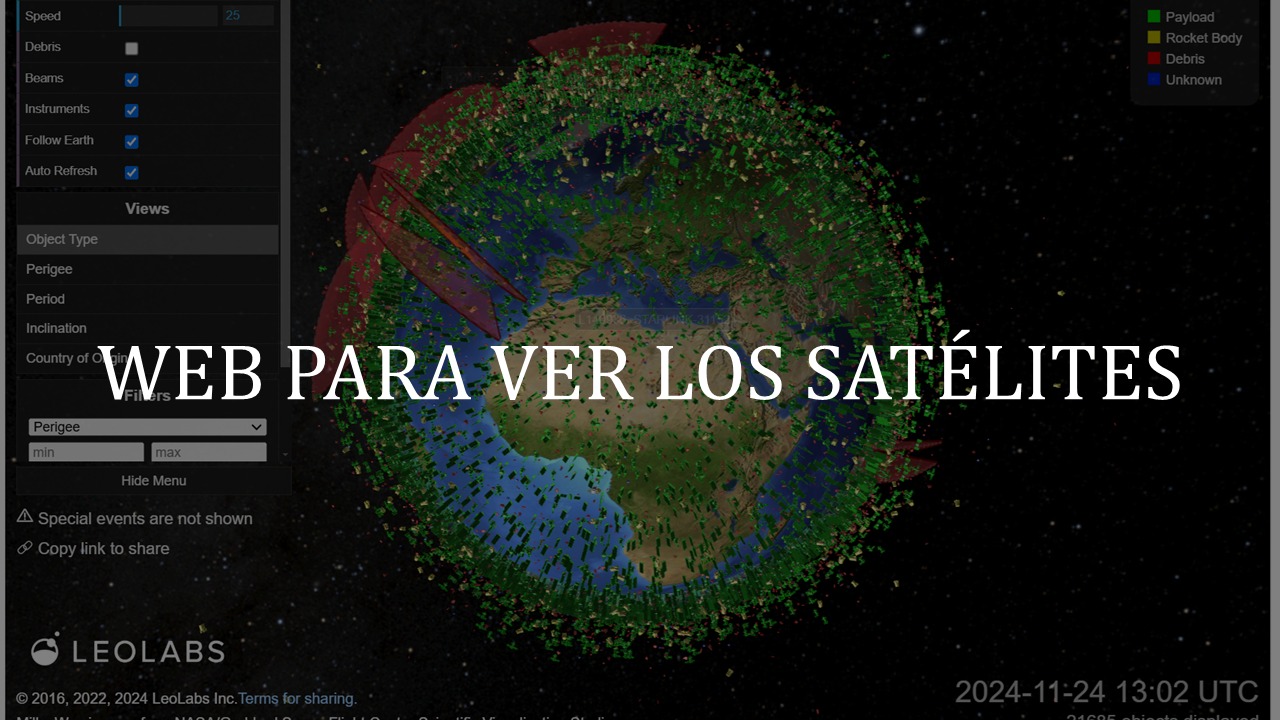 Speed 25
Debris
Beams
Instruments
Follow Earth
Auto Refresh
Views
Object Type
Perigee
Period
Inclination
Country of Origin
Filters
Perigee
min max
Hide Menu
Special events are not shown
Copy link to share
LEOLABS
© 2016, 2022, 2024 LeoLabs Inc.Terms for sharing.
Payload
Rocket Body
Debris
Unknown
WEB PARA VER LOS SATÉLITES
2024-11-24 13:02 UTC
21685 objects displayed